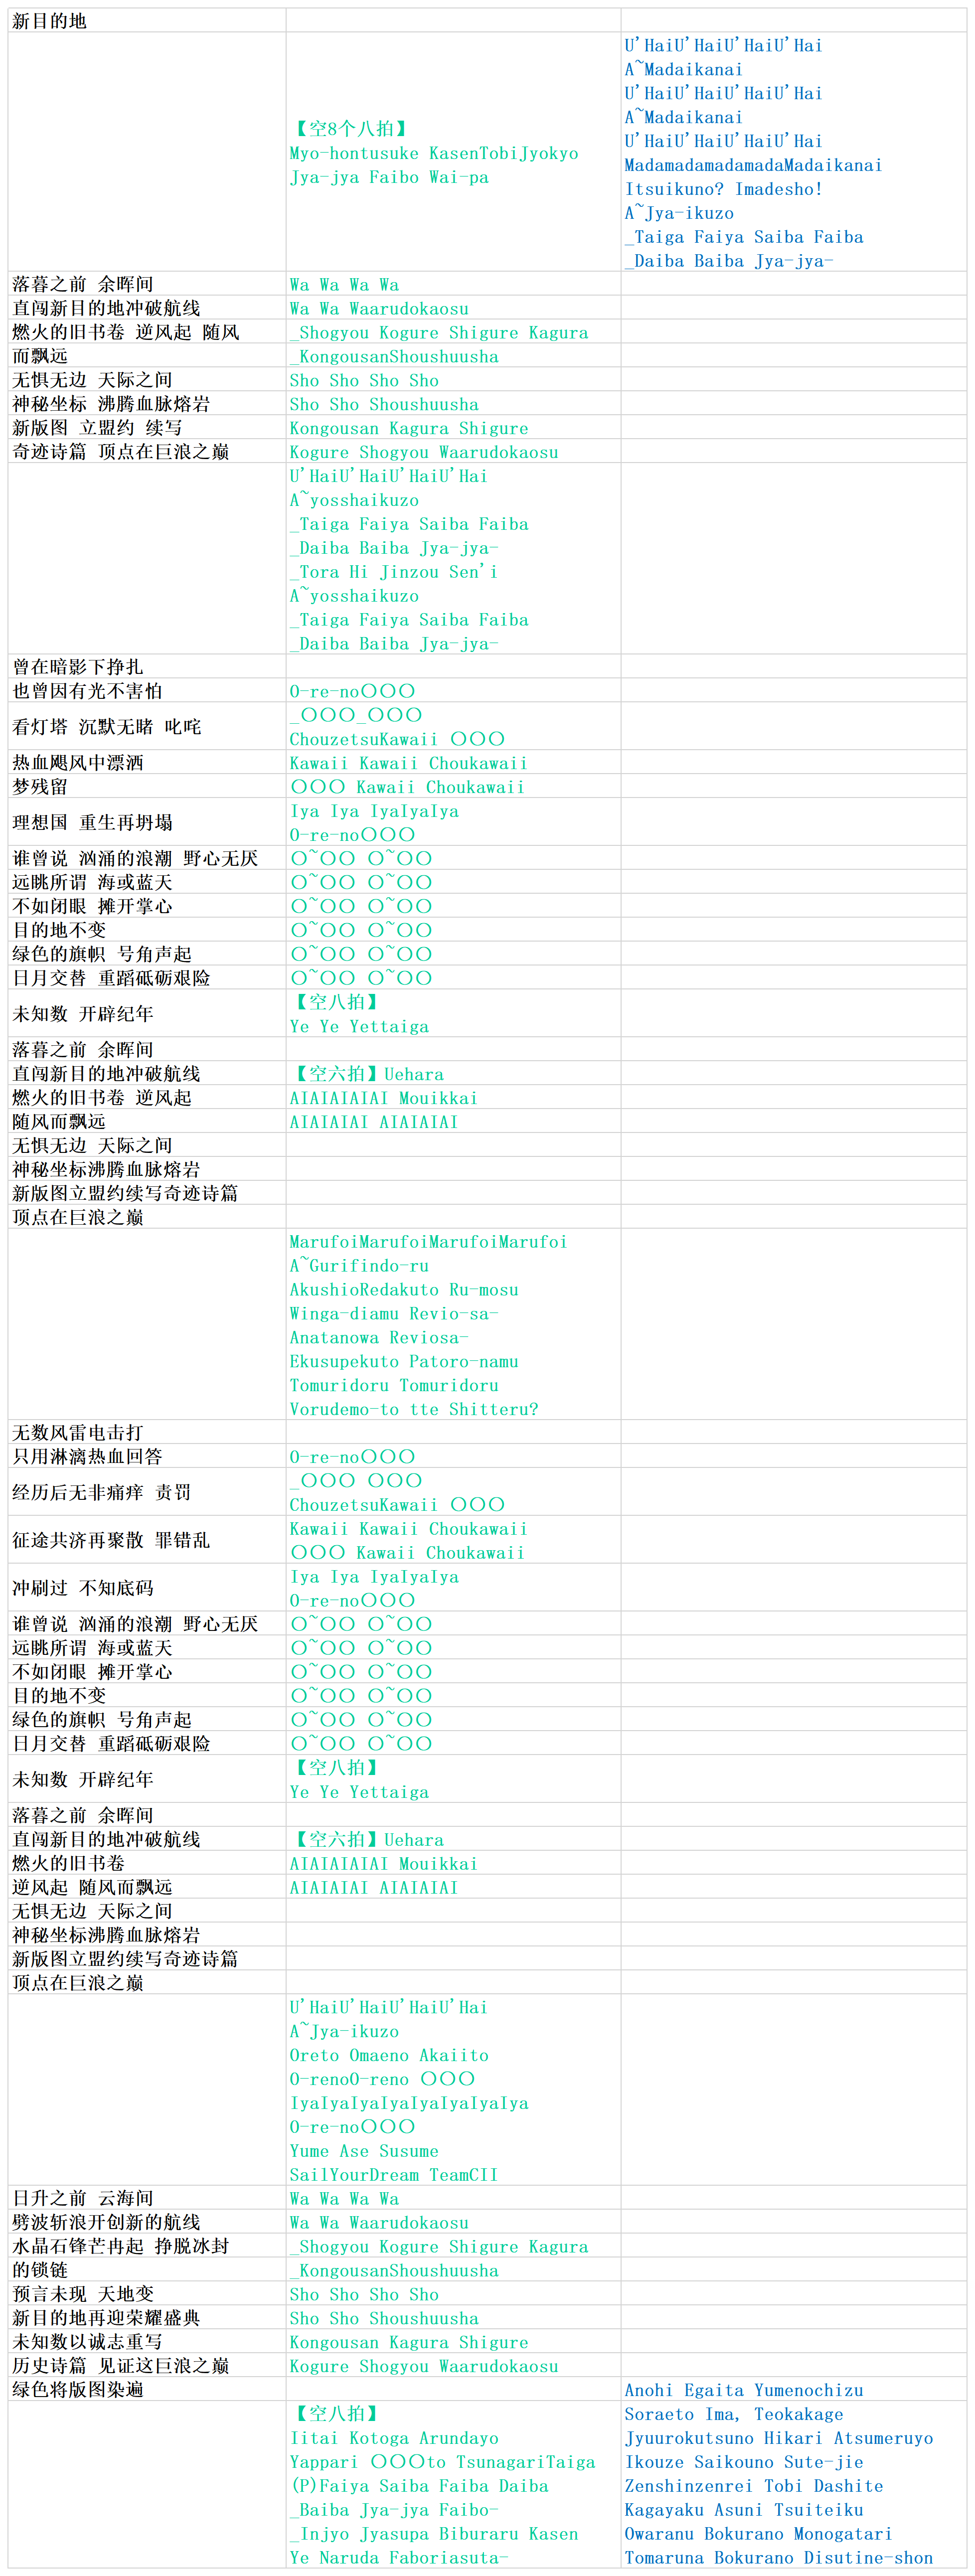 新目的地
【空8个八拍】
Myo-hontusuke KasenTobiJyokyo
Jya-jya Faibo Wai-pa
U'HaiU'HaiU'HaiU'Hai
A~Madaikanai
U'HaiU'HaiU'HaiU'Hai
A~Madaikanai
U'HaiU'HaiU'HaiU'Hai
MadamadamadamadaMadaikanai
Itsuikuno? Imadesho!
A~Jya-ikuzo
_Taiga Faiya Saiba Faiba
_Daiba Baiba Jya-jya-
落暮之前 余晖间
Wa Wa Wa Wa
直闯新目的地冲破航线
Wa Wa Waarudokaosu
燃火的旧书卷 逆风起 随风
_Shogyou Kogure Shigure Kagura
而飘远
_KongousanShoushuusha
无惧无边 天际之间
Sho Sho Sho Sho
神秘坐标 沸腾血脉熔岩
Sho Sho Shoushuusha
新版图 立盟约 续写
Kongousan Kagura Shigure
奇迹诗篇 顶点在巨浪之巅
Kogure Shogyou Waarudokaosu
U'HaiU'HaiU'HaiU'Hai
A~yosshaikuzo
_Taiga Faiya Saiba Faiba
_Daiba Baiba Jya-jya-
_Tora Hi Jinzou Sen'i
A~yosshaikuzo
_Taiga Faiya Saiba Faiba
_Daiba Baiba Jya-jya-
曾在暗影下挣扎
也曾因有光不害怕
O-re-no〇〇〇
看灯塔 沉默无睹 叱咤
_〇〇〇_〇〇〇
ChouzetsuKawaii 〇〇〇
热血飓风中漂洒
Kawaii Kawaii Choukawaii
梦残留
〇〇〇 Kawaii Choukawaii
理想国 重生再坍塌
Iya Iya IyaIyaIya
O-re-no〇〇〇
谁曾说 汹涌的浪潮 野心无厌
〇~〇〇 〇~〇〇
远眺所谓 海或蓝天
〇~〇〇 〇~〇〇
不如闭眼 摊开掌心
〇~〇〇 〇~〇〇
目的地不变
〇~〇〇 〇~〇〇
绿色的旗帜 号角声起
〇~〇〇 〇~〇〇
日月交替 重蹈砥砺艰险
〇~〇〇 〇~〇〇
未知数 开辟纪年
【空八拍】
Ye Ye Yettaiga
落暮之前 余晖间
直闯新目的地冲破航线
【空六拍】Uehara
燃火的旧书卷 逆风起
AIAIAIAIAI Mouikkai
随风而飘远
AIAIAIAI AIAIAIAI
无惧无边 天际之间
神秘坐标沸腾血脉熔岩
新版图立盟约续写奇迹诗篇
顶点在巨浪之巅
MarufoiMarufoiMarufoiMarufoi
A~Gurifindo-ru
AkushioRedakuto Ru-mosu
Winga-diamu Revio-sa-
Anatanowa Reviosa-
Ekusupekuto Patoro-namu
Tomuridoru Tomuridoru
Vorudemo-to tte Shitteru?
无数风雷电击打
只用淋漓热血回答
O-re-no〇〇〇
经历后无非痛痒 责罚
_〇〇〇 〇〇〇
ChouzetsuKawaii 〇〇〇
征途共济再聚散 罪错乱
Kawaii Kawaii Choukawaii
〇〇〇 Kawaii Choukawaii
冲刷过 不知底码
Iya Iya IyaIyaIya
O-re-no〇〇〇
谁曾说 汹涌的浪潮 野心无厌
〇~〇〇 〇~〇〇
远眺所谓 海或蓝天
〇~〇〇 〇~〇〇
不如闭眼 摊开掌心
〇~〇〇 〇~〇〇
目的地不变
〇~〇〇 〇~〇〇
绿色的旗帜 号角声起
〇~〇〇 〇~〇〇
日月交替 重蹈砥砺艰险
〇~〇〇 〇~〇〇
未知数 开辟纪年
【空八拍】
Ye Ye Yettaiga
落暮之前 余晖间
直闯新目的地冲破航线
【空六拍】Uehara
燃火的旧书卷
AIAIAIAIAI Mouikkai
逆风起 随风而飘远
AIAIAIAI AIAIAIAI
无惧无边 天际之间
神秘坐标沸腾血脉熔岩
新版图立盟约续写奇迹诗篇
顶点在巨浪之巅
U'HaiU'HaiU'HaiU'Hai
A~Jya-ikuzo
Oreto Omaeno Akaiito
O-renoO-reno 〇〇〇
IyaIyaIyaIyaIyaIyaIyaIya
O-re-no〇〇〇
Yume Ase Susume
SailYourDream TeamCII
日升之前 云海间
Wa Wa Wa Wa
劈波斩浪开创新的航线
Wa Wa Waarudokaosu
水晶石锋芒冉起 挣脱冰封
_Shogyou Kogure Shigure Kagura
的锁链
_KongousanShoushuusha
预言未现 天地变
Sho Sho Sho Sho
新目的地再迎荣耀盛典
Sho Sho Shoushuusha
未知数以诚志重写
Kongousan Kagura Shigure
历史诗篇 见证这巨浪之巅
Kogure Shogyou Waarudokaosu
绿色将版图染遍
Anohi Egaita Yumenochizu
【空八拍】
Iitai Kotoga Arundayo
Yappari 〇〇〇to TsunagariTaiga
(P)Faiya Saiba Faiba Daiba
_Baiba Jya-jya Faibo-
_Injyo Jyasupa Biburaru Kasen
Ye Naruda Faboriasuta-
Soraeto Ima, Teokakage
Jyuurokutsuno Hikari Atsumeruyo
Ikouze Saikouno Sute-jie
Zenshinzenrei Tobi Dashite
Kagayaku Asuni Tsuiteiku
Owaranu Bokurano Monogatari
Tomaruna Bokurano Disutine-shon